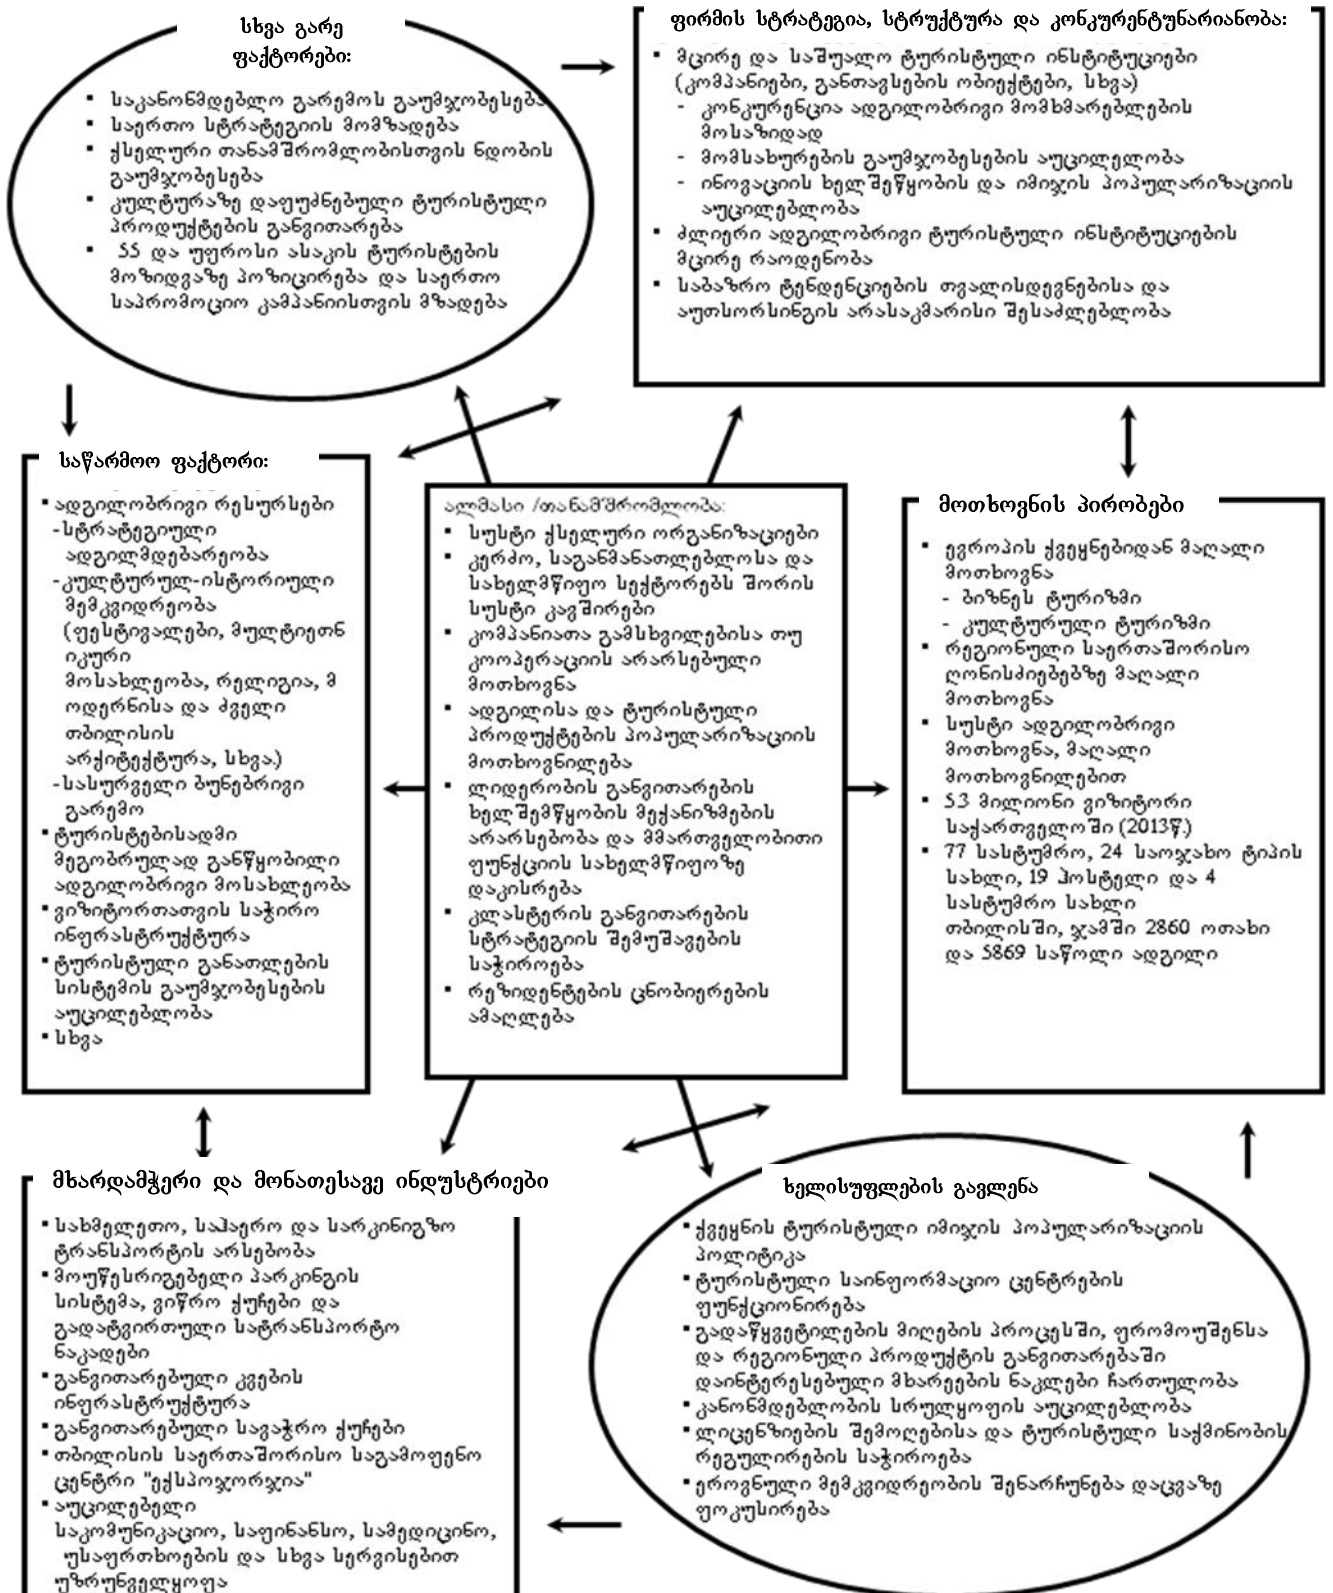 სხვა გარე
ფაქტორები:
▪ საკანონმდებლო გარემოს გაუმჯობესება
▪ საერთო სტრატეგიის მომზადება
▪ ქსელური თანამშრომლობისთვის ნდობის
გაუმჯობესება
▪ კულტურაზე დაფუძნებული ტურისტული
პროდუქტების განვითარება
▪ 55 და უფროსი ასაკის ტურისტების
მოზიდვაზე პოზიცირება და საერთო
საპრომოციო კამპანიისთვის მზადება
ფირმის სტრატეგია, სტრუქტურა და კონკურენტუნარიანობა:
▪ მცირე და საშუალო ტურისტული ინსტიტუციები
(კომპანიები, განთავსების ობიექტები, სხვა)
- კონკურენცია ადგილობრივი მომხმარებლების
მოსაზიდად
- მომსახურების გაუმჯობესების აუცილელობა
- ინოვაციის ხელშეწყობის და იმიჯის პოპულარიზაციის
აუცილებლობა
▪ ძლიერი ადგილობრივი ტურისტული ინსტიტუციების
მცირე რაოდენობა
▪ საბაზრო ტენდენციების თვალისდევნებისა და
აუთსორსინგის არასაკმარისი შესაძლებლობა
საწარმოო ფაქტორი:
▪ ადგილობრივი რესურსები
-სტრატეგიული
ადგილმდებარეობა
-კულტურულ-ისტორიული
მემკვიდრეობა
(ფესტივალები, მულტიეთნ
იკური
მოსახლეობა, რელიგია, მ
ოდერნისა და ძველი
თბილისის
არქიტექტურა, სხვა.)
-სასურველი ბუნებრივი
გარემო
▪ ტურისტებისადმი
მეგობრულად განწყობილი
ადგილობრივი მოსახლეობა
▪ ვიზიტორთათვის საჭირო
ინფრასტრუქტურა
▪ ტურისტული განათლების
სისტემის გაუმჯობესების
აუცილებლობა
▪ სხვა
ალმასი /თანამშრომლობა:
▪ სუსტი ქსელური ორგანიზაციები
▪ კერძო, საგანმანათლებლოსა და
სახელმწიფო სექტორებს შორის
სუსტი კავშირები
▪ კომპანიათა გამსხვილებისა თუ
კოოპერაციის არარსებული
მოთხოვნა
▪ ადგილისა და ტურისტული
პროდუქტების პოპულარიზაციის
მოთხოვნილება
▪ ლიდერობის განვითარების
ხელშემწყობის მექანიზმების
არარსებობა და მმართველობითი
ფუნქციის სახელმწიფოზე
დაკისრება
▪ კლასტერის განვითარების
სტრატეგიის შემუშავების
საჭიროება
▪ რეზიდენტების ცნობიერების
ამაღლება
მოთხოვნის პირობები
▪ ევროპის ქვეყნებიდან მაღალი
მოთხოვნა
- ბიზნეს ტურიზმი
- კულტურული ტურიზმი
▪ რეგიონული საერთაშორისო
ღონისძიებებზე მაღალი
მოთხოვნა
▪ სუსტი ადგილობრივი
მოთხოვნა, მაღალი
მოთხოვნილებით
▪ 5.3 მილიონი ვიზიტორი
საქართველოში (2013წ.)
▪ 77 სასტუმრო, 24 საოჯახო ტიპის
სახლი, 19 ჰოსტელი და 4
სასტუმრო სახლი
თბილისში, ჯამში 2860 ოთახი
და 5869 საწოლი ადგილი
მხარდამჭერი და მონათესავე ინდუსტრიები
▪ სახმელეთო, საჰაერო და სარკინიგზო
ტრანსპორტის არსებობა
▪ მოუწესრიგებელი პარკინგის
სისტემა, ვიწრო ქუჩები და
გადატვირთული სატრანსპორტო
ნაკადები
▪ განვითარებული კვების
ინფრასტრუქტურა
▪ განვითარებული სავაჭრო ქუჩები
▪ თბილისის საერთაშორისო საგამოფენო
ცენტრი "ექსპოჯორჯია"
▪ აუცილებელი
საკომუნიკაციო, საფინანსო, სამედიცინო,
უსაფრთხოების და სხვა სერვისებით
უზრუნველყოფა
ხელისუფლების გავლენა
▪ ქვეყნის ტურისტული იმიჯის პოპულარიზაციის
პოლიტიკა
▪ ტურისტული საინფორმაციო ცენტრების
ფუნქციონირება
▪ გადაწყვეტილების მიღების პროცესში, ფრომოუშენსა
და რეგიონული პროდუქტის განვითარებაში
დაინტერესებული მხარეების ნაკლები ჩართულობა
▪ კანონმდებლობის სრულყოფის აუცილებლობა
▪ ლიცენზიების შემოღებისა და ტურისტული საქმინობის
რეგულირების საჭიროება
▪ ეროვნული მემკვიდრეობის შენარჩუნება დაცვაზე
ფოკუსირება